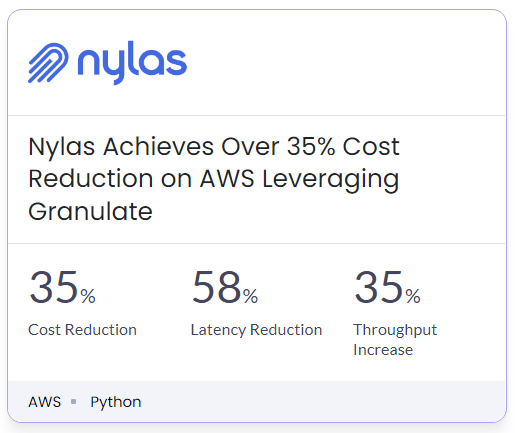 nylas
Nylas Achieves Over 35% Cost
Reduction on AWS Leveraging
Granulate
35% 58% 35%
Cost Reduction Latency Reduction Throughput
Increase
AWS Python